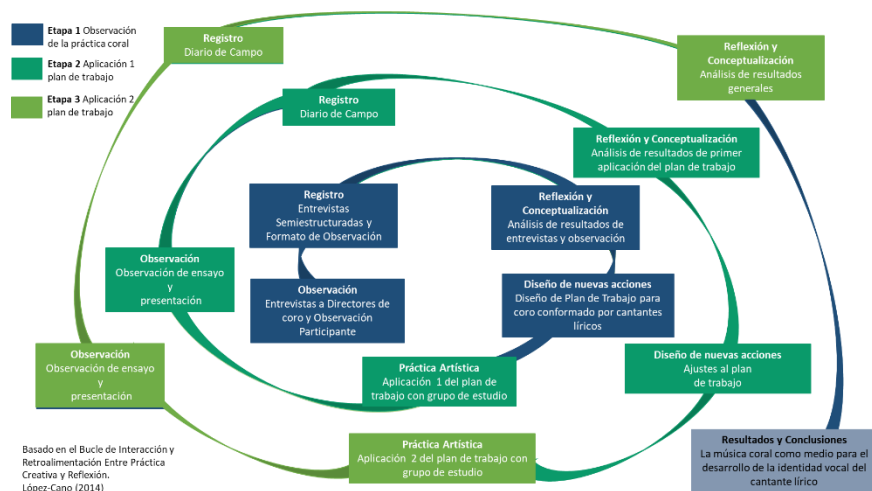 Etapa 1 Observación
de la práctica coral
Etapa 2 Aplicación 1
plan de trabajo
Etapa 3 Aplicación 2
plan de trabajo
Registro
Diario de Campo
Reflexión y
Conceptualización
Análisis de resultados
generales
Registro
Diario de Campo
Reflexión y Conceptualización
Análisis de resultados de primer
aplicación del plan de trabajo
Registro
Entrevistas
Semiestructuradas y
Formato de Observación
Reflexión y
Conceptualización
Análisis de resultados de
entrevistas y observación
Observación
Observación de ensayo
y
presentación
Observación
Entrevistas a Directores de
coro y Observación
Participante
Diseño de nuevas acciones
Diseño de Plan de Trabajo para
coro conformado por cantantes
líricos
Observación
Observación de ensayo
y
presentación
Práctica Artística
Aplicación 1 del plan de
trabajo con grupo de estudio
Diseño de nuevas acciones
Ajustes al plan
de trabajo
Práctica Artística
Aplicación 2 del plan de trabajo con
grupo de estudio
Resultados y Conclusiones
La música coral como medio para el
desarrollo de la identidad vocal del
cantante lírico
Basado en el Bucle de Interacción y
Retroalimentación Entre Práctica
Creativa y Reflexión.
López-Cano (2014)